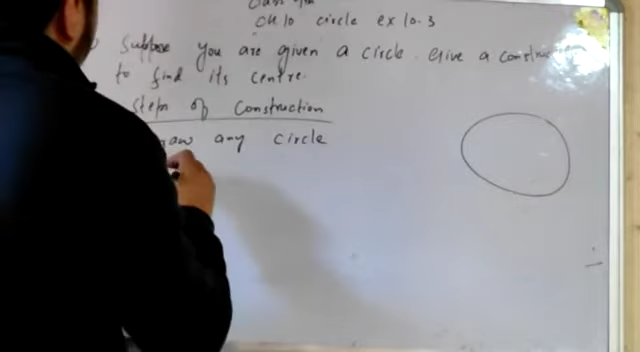 ch 10 circle ex 10.3
Suppose you are given a circle. Give a
to find its centre.
Steps of Construction
any circle